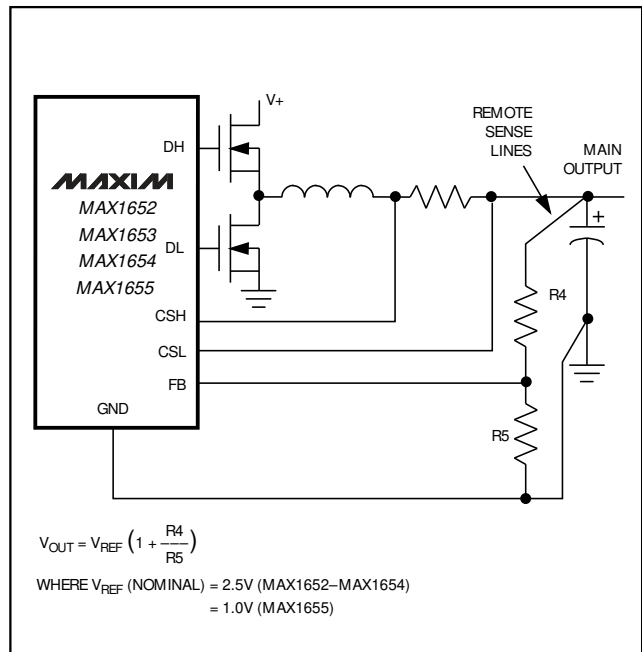 V+
REMOTE
SENSE
LINES
MAIN
OUTPUT
DH
MAXIM
MAX1652
MAX1653
MAX1654
MAX1655
DL
+
R4
CSH
CSL
FB
GND
R5
V_OUT = V_REF (1 + R4/R5)
WHERE V_REF (NOMINAL) = 2.5V (MAX1652–MAX1654)
= 1.0V (MAX1655)